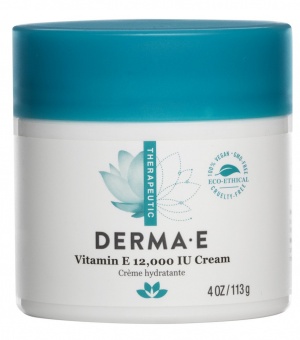 THERAPEUTIC
100% VEGAN • GMO-FREE
ECO-ETHICAL
CRUELTY-FREE
DERMA·E
Vitamin E 12,000 IU Cream
Crème hydratante
4 OZ/113 g